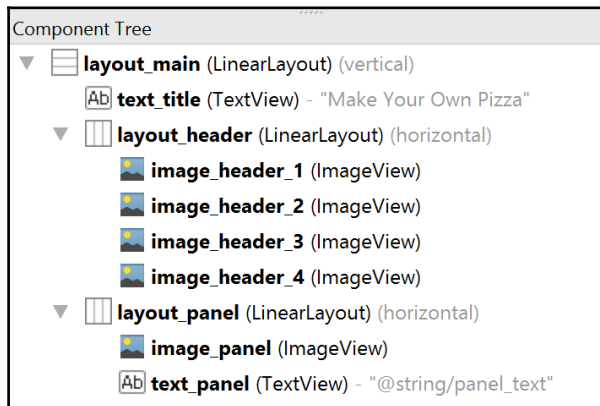 Component Tree
layout_main (LinearLayout) (vertical)
Ab text_title (TextView) - "Make Your Own Pizza"
layout_header (LinearLayout) (horizontal)
image_header_1 (ImageView)
image_header_2 (ImageView)
image_header_3 (ImageView)
image_header_4 (ImageView)
layout_panel (LinearLayout) (horizontal)
image_panel (ImageView)
Ab text_panel (TextView) - "@string/panel_text"